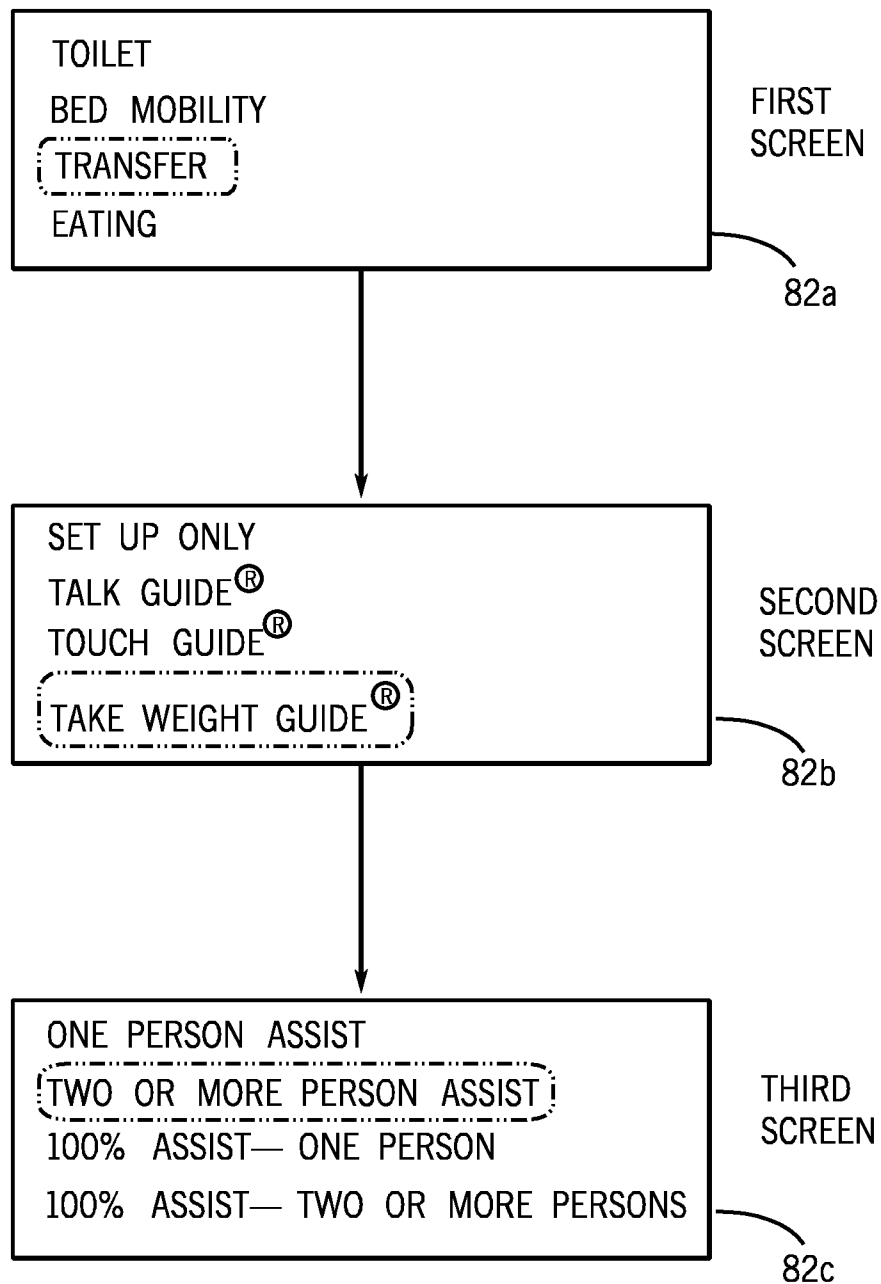 TOILET
BED MOBILITY
TRANSFER
EATING
FIRST
SCREEN
82a
SET UP ONLY
TALK GUIDE®
TOUCH GUIDE®
TAKE WEIGHT GUIDE®
SECOND
SCREEN
82b
ONE PERSON ASSIST
TWO OR MORE PERSON ASSIST
100% ASSIST— ONE PERSON
100% ASSIST— TWO OR MORE PERSONS
THIRD
SCREEN
82c